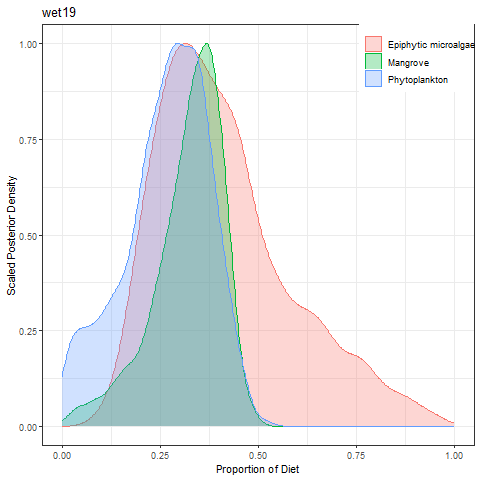 wet19
Epiphytic microalgae
Mangrove
Phytoplankton
1.00
0.75
0.50
0.25
0.00
Scaled Posterior Density
0.00 0.25 0.50 0.75 1.00
Proportion of Diet